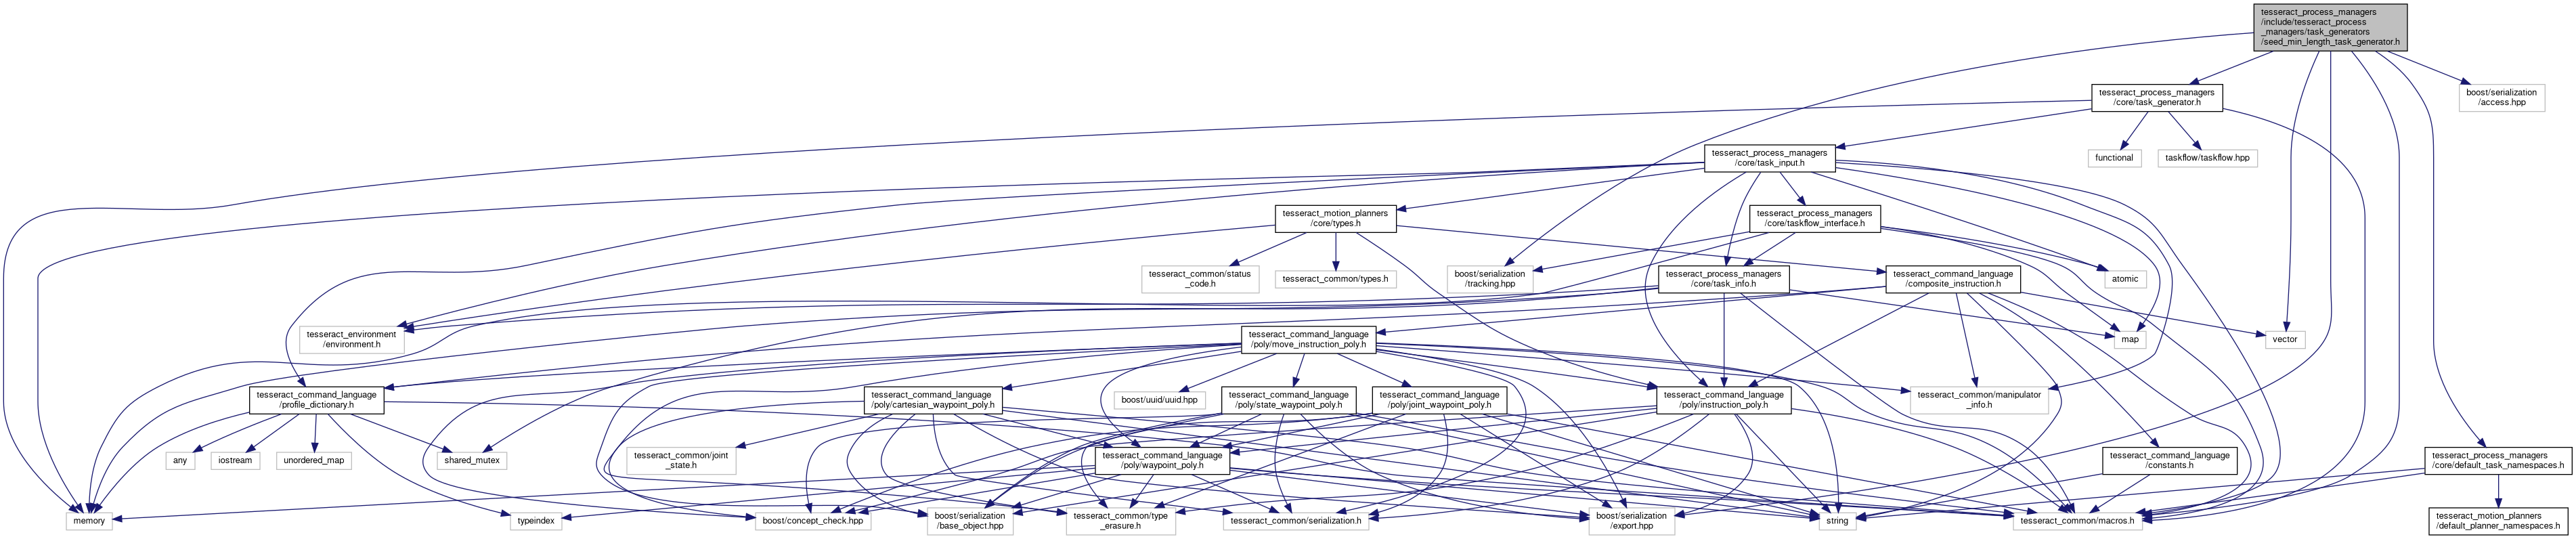 tesseract_process_managers
/include/tesseract_process
_managers/task_generators
/seed_min_length_task_generator.h
tesseract_process_managers
/core/task_generator.h
boost/serialization
/access.hpp
tesseract_process_managers
/core/task_input.h
functional
taskflow/taskflow.hpp
tesseract_motion_planners
/core/types.h
tesseract_process_managers
/core/taskflow_interface.h
tesseract_common/status
_code.h
tesseract_common/types.h
boost/serialization
/tracking.hpp
tesseract_process_managers
/core/task_info.h
tesseract_command_language
/composite_instruction.h
atomic
tesseract_environment
/environment.h
tesseract_command_language
/poly/move_instruction_poly.h
map
vector
tesseract_command_language
/profile_dictionary.h
tesseract_command_language
/poly/cartesian_waypoint_poly.h
boost/uuid/uuid.hpp
tesseract_command_language
/poly/state_waypoint_poly.h
tesseract_command_language
/poly/joint_waypoint_poly.h
tesseract_command_language
/poly/instruction_poly.h
tesseract_common/manipulator
_info.h
any
iostream
unordered_map
shared_mutex
tesseract_common/joint
_state.h
tesseract_command_language
/poly/waypoint_poly.h
tesseract_command_language
/constants.h
tesseract_process_managers
/core/default_task_namespaces.h
memory
typeindex
boost/concept_check.hpp
boost/serialization
/base_object.hpp
tesseract_common/type
_erasure.h
tesseract_common/serialization.h
boost/serialization
/export.hpp
string
tesseract_common/macros.h
tesseract_motion_planners
/default_planner_namespaces.h